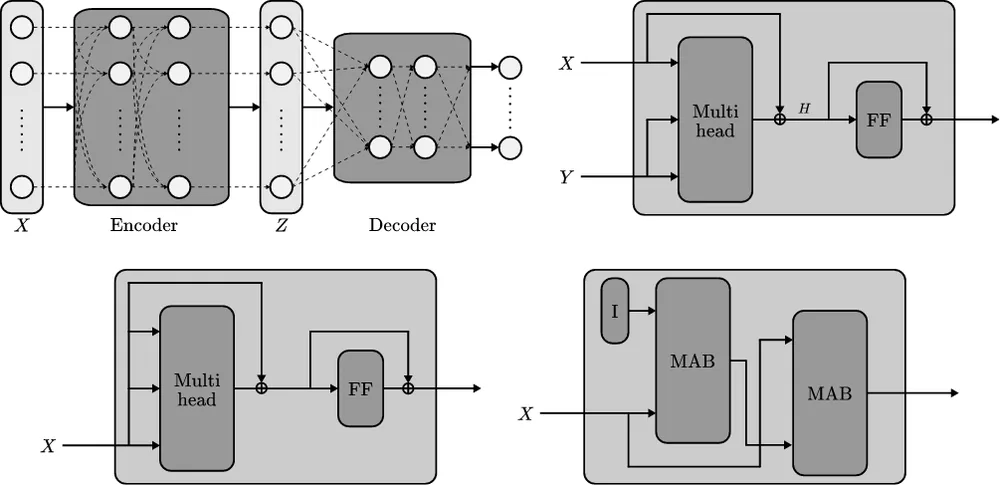 X
Encoder
Z
Decoder
X
Y
Multi
head
H
FF
X
Multi
head
FF
X
I
MAB
MAB